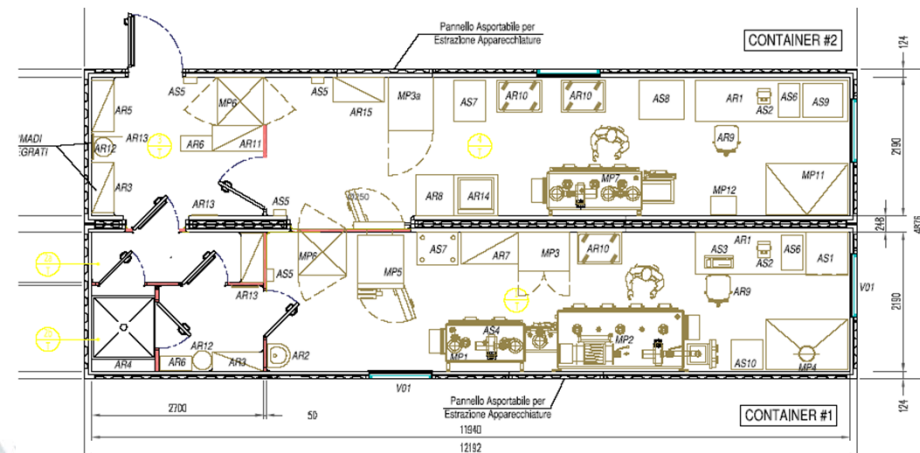 Pannello Asportabile per
Estrazione Apparecchiature
CONTAINER #2
124
AR5
AS5
MP6
AS5
AR15
MP3a
AS7
AR10
AR10
AS8
AR1
AS2
AS6
AS9
MADI
EGRATI
AR12
AR13
AR6
AR11
AR9
2190
AR3
AR13
AS5
Ø250
AR8
AR14
MP7
MP12
MP11
248
4876
MP6
AS5
AR13
MP5
AS7
AR7
MP3
AR10
AS3
AR1
AS2
AS6
AS1
AR9
V01
2190
AS4
MP1
MP2
AS10
MP4
AR4
AR6
AR12
AR3
AR2
V01
Pannello Asportabile per
Estrazione Apparecchiature
CONTAINER #1
124
2700
50
11940
12192